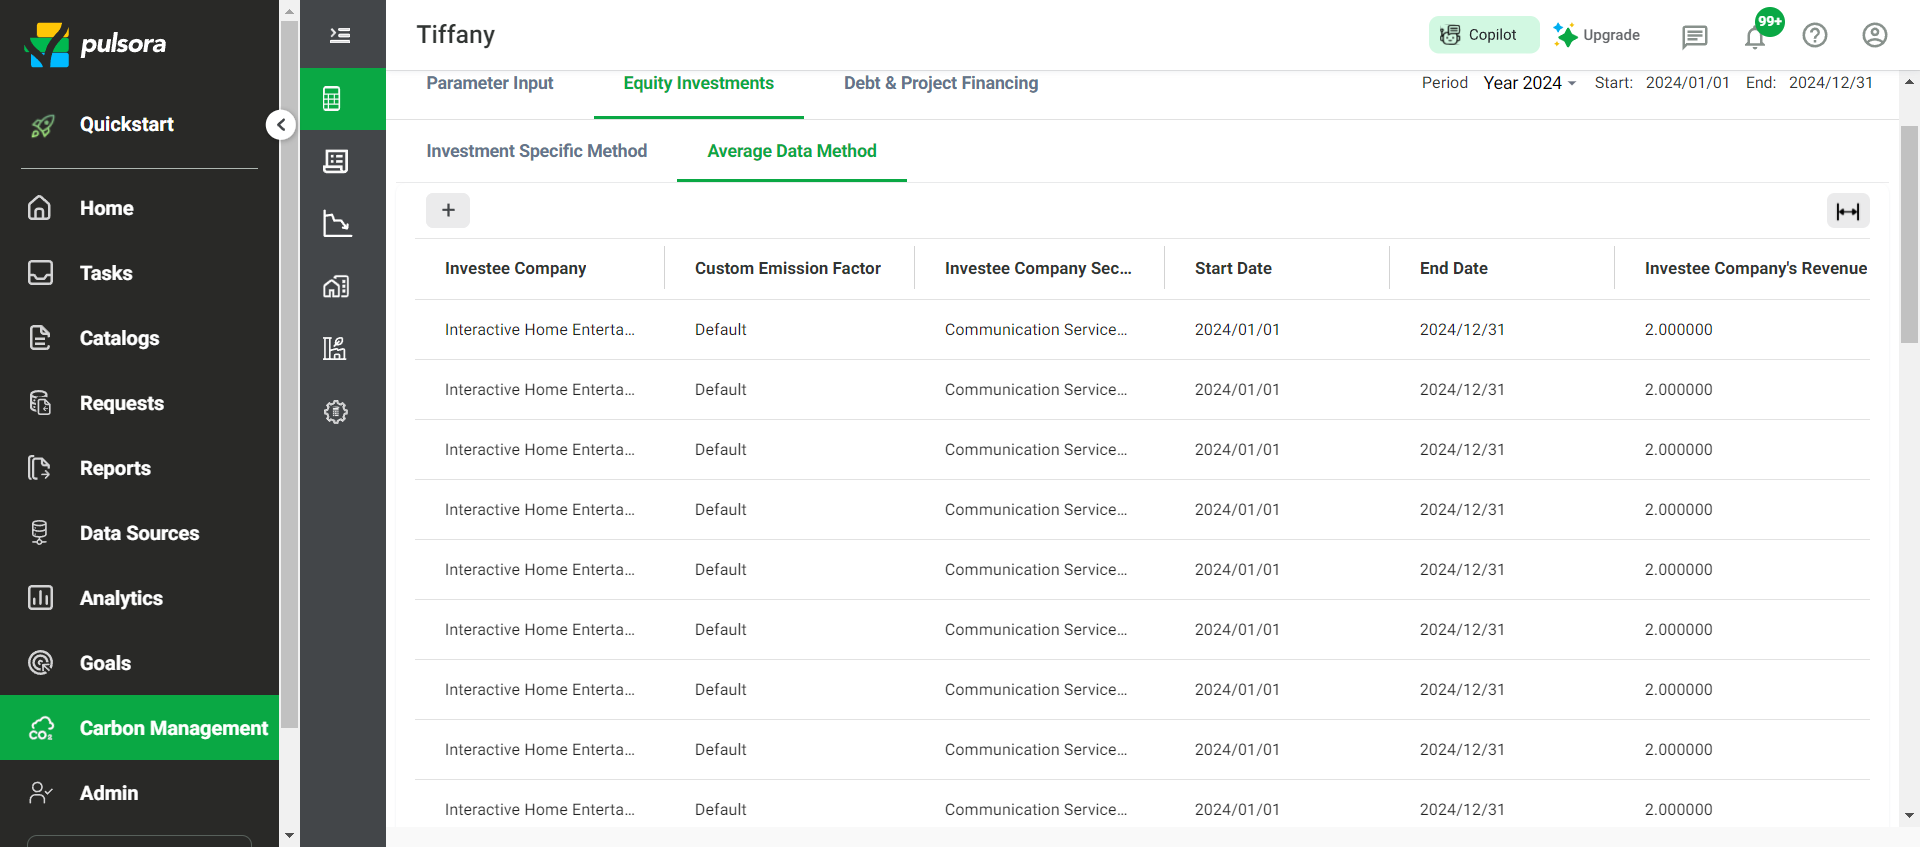 pulsora
Quickstart
Home
Tasks
Catalogs
Requests
Reports
Data Sources
Analytics
Goals
CO₂ Carbon Management
Admin
Tiffany
Copilot
Upgrade
99+
Parameter Input Equity Investments Debt & Project Financing
Period Year 2024 Start: 2024/01/01 End: 2024/12/31
Investment Specific Method Average Data Method
+
Investee Company Custom Emission Factor Investee Company Sec... Start Date End Date Investee Company's Revenue
Interactive Home Enterta... Default Communication Service... 2024/01/01 2024/12/31 2.000000
Interactive Home Enterta... Default Communication Service... 2024/01/01 2024/12/31 2.000000
Interactive Home Enterta... Default Communication Service... 2024/01/01 2024/12/31 2.000000
Interactive Home Enterta... Default Communication Service... 2024/01/01 2024/12/31 2.000000
Interactive Home Enterta... Default Communication Service... 2024/01/01 2024/12/31 2.000000
Interactive Home Enterta... Default Communication Service... 2024/01/01 2024/12/31 2.000000
Interactive Home Enterta... Default Communication Service... 2024/01/01 2024/12/31 2.000000
Interactive Home Enterta... Default Communication Service... 2024/01/01 2024/12/31 2.000000
Interactive Home Enterta... Default Communication Service... 2024/01/01 2024/12/31 2.000000